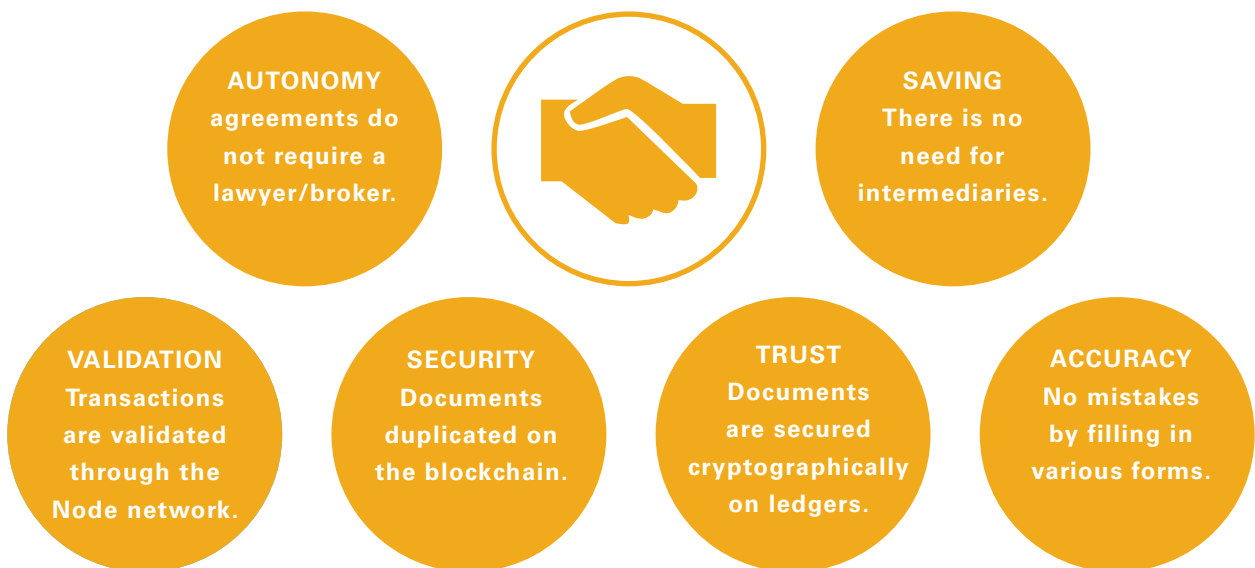 AUTONOMY
agreements do
not require a
lawyer/broker.
SAVING
There is no
need for
intermediaries.
VALIDATION
Transactions
are validated
through the
Node network.
SECURITY
Documents
duplicated on
the blockchain.
TRUST
Documents
are secured
cryptographically
on ledgers.
ACCURACY
No mistakes
by filling in
various forms.